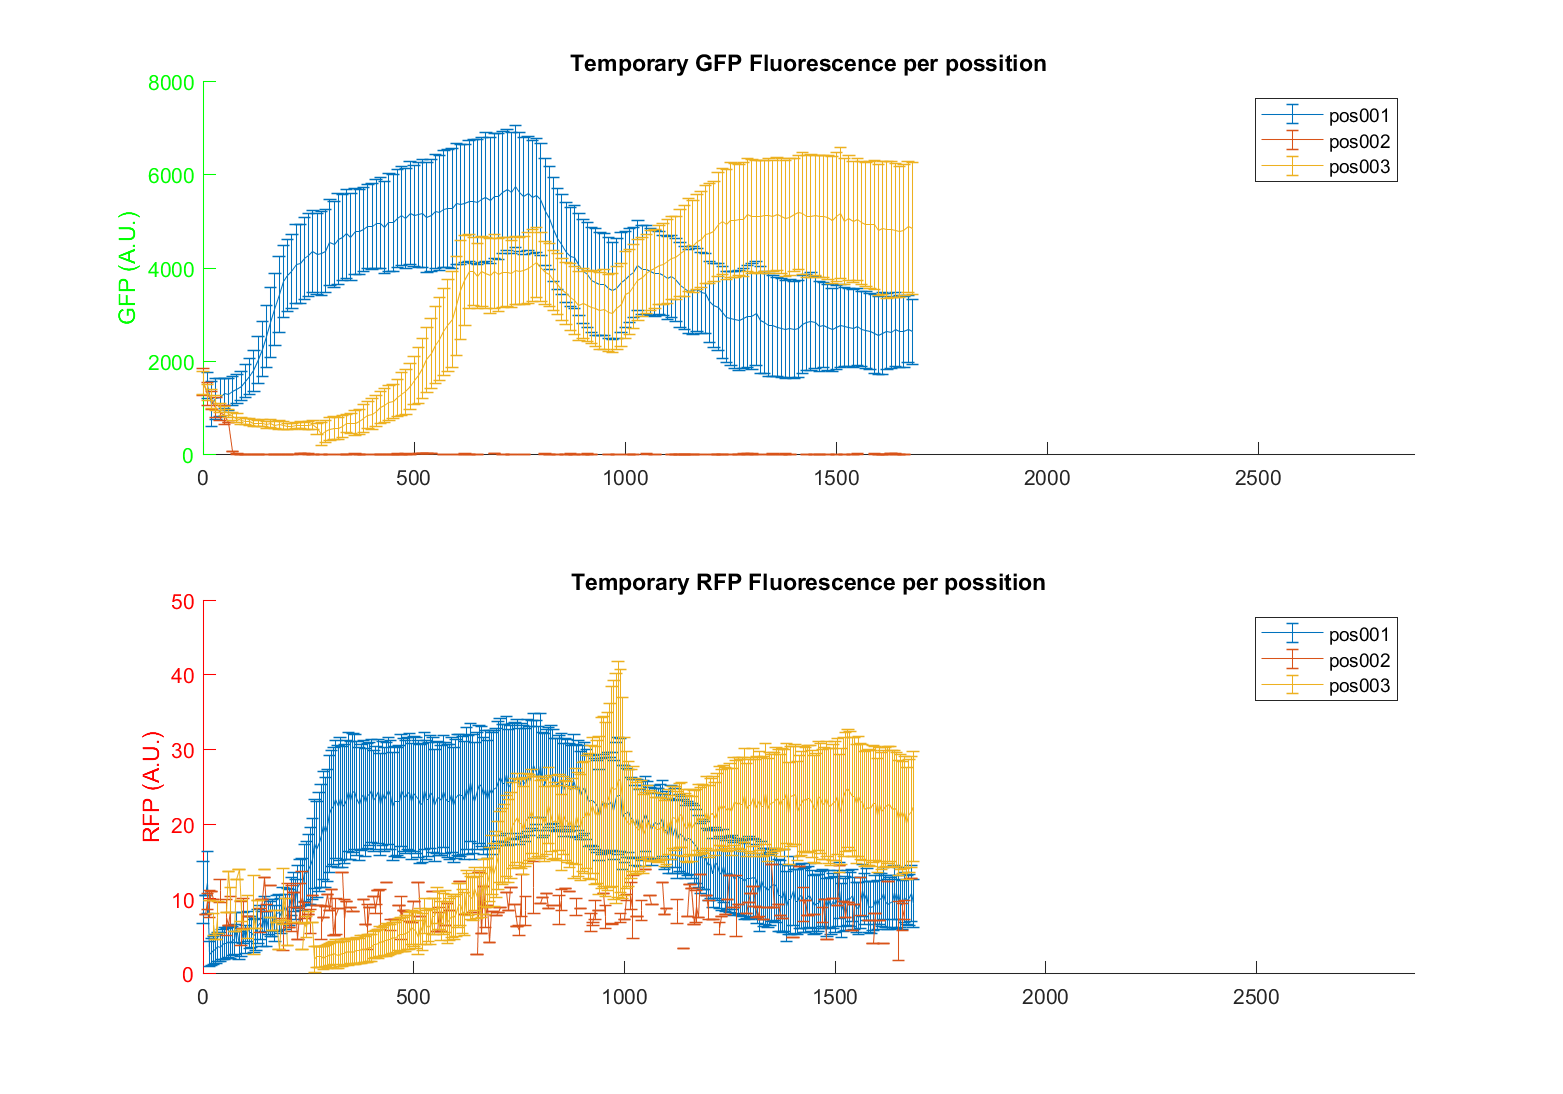 Temporary GFP Fluorescence per possition
8000
6000
4000
2000
0
GFP (A.U.)
0 500 1000 1500 2000 2500
pos001
pos002
pos003
Temporary RFP Fluorescence per possition
50
40
30
20
10
0
RFP (A.U.)
0 500 1000 1500 2000 2500
pos001
pos002
pos003